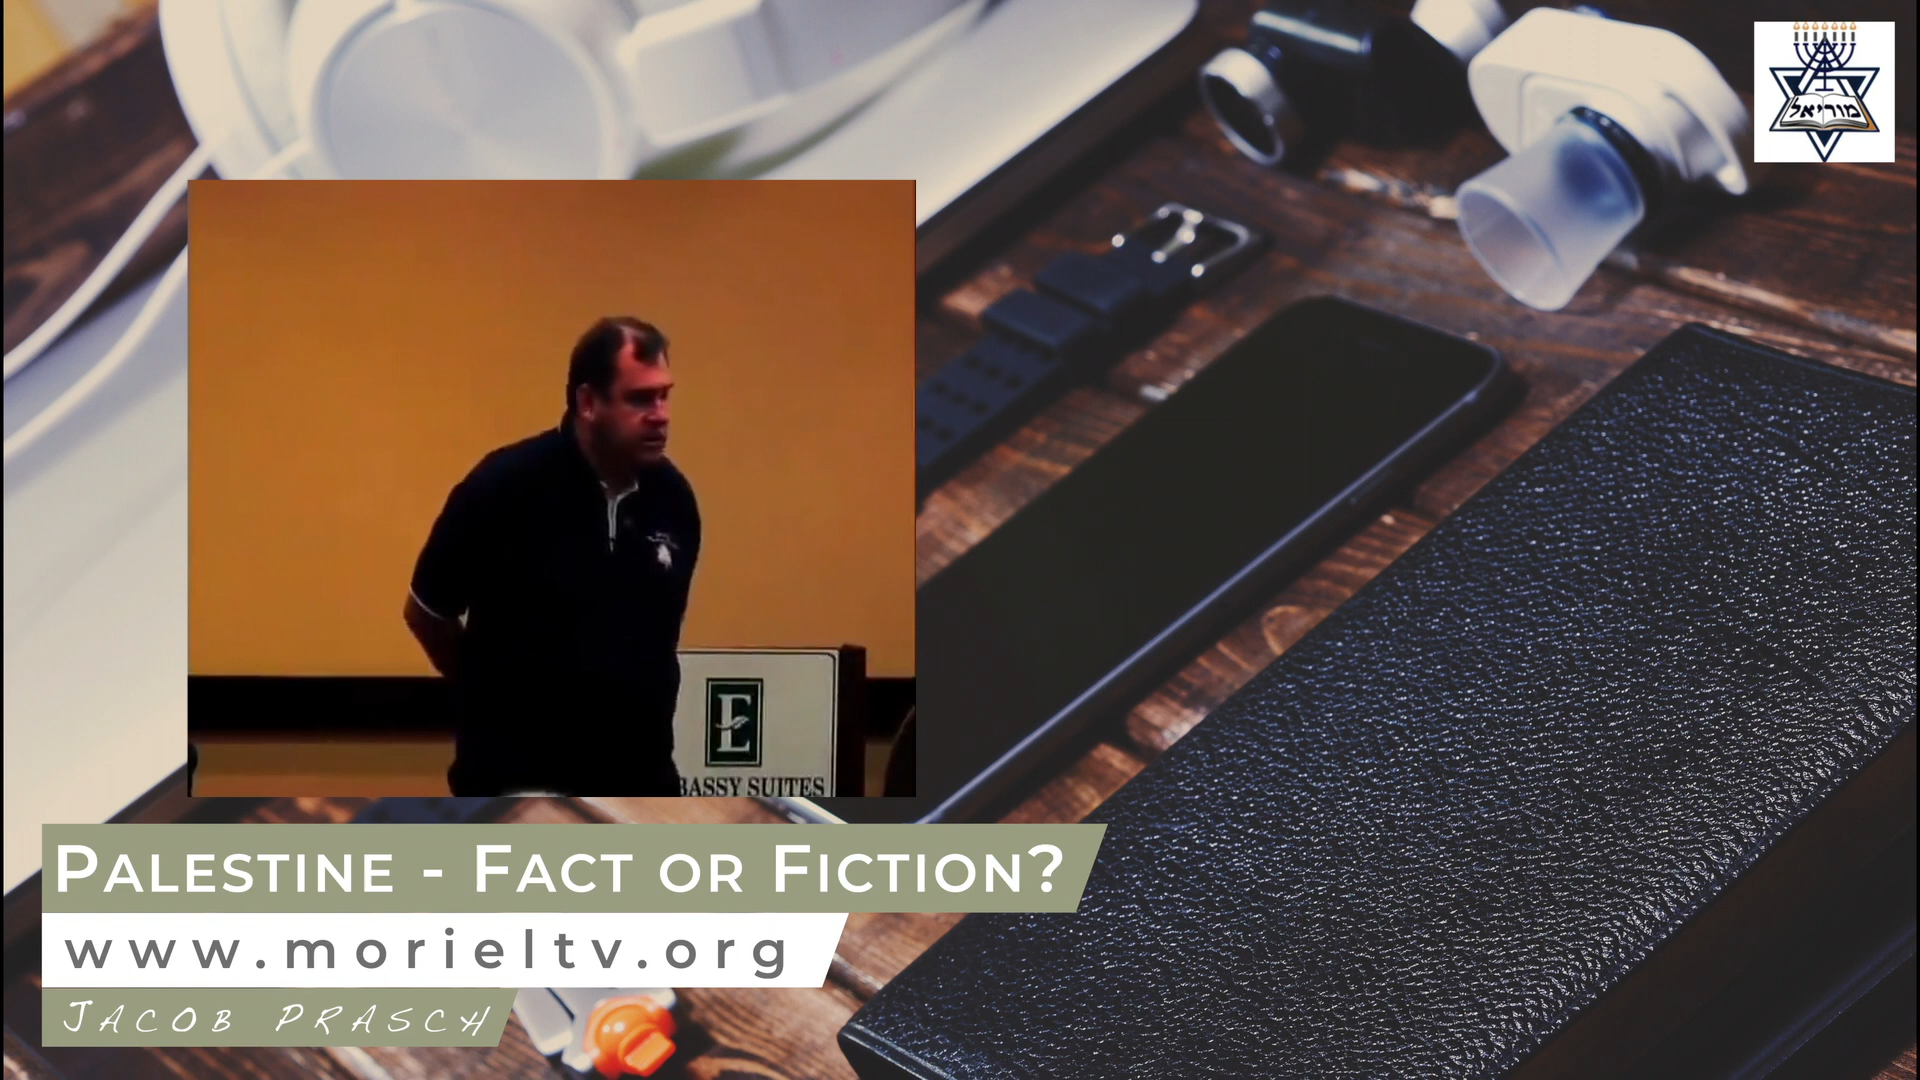 מוריאל
E
BASSY SUITES
PALESTINE - FACT OR FICTION?
www.morieltv.org
JACOB PRASCH